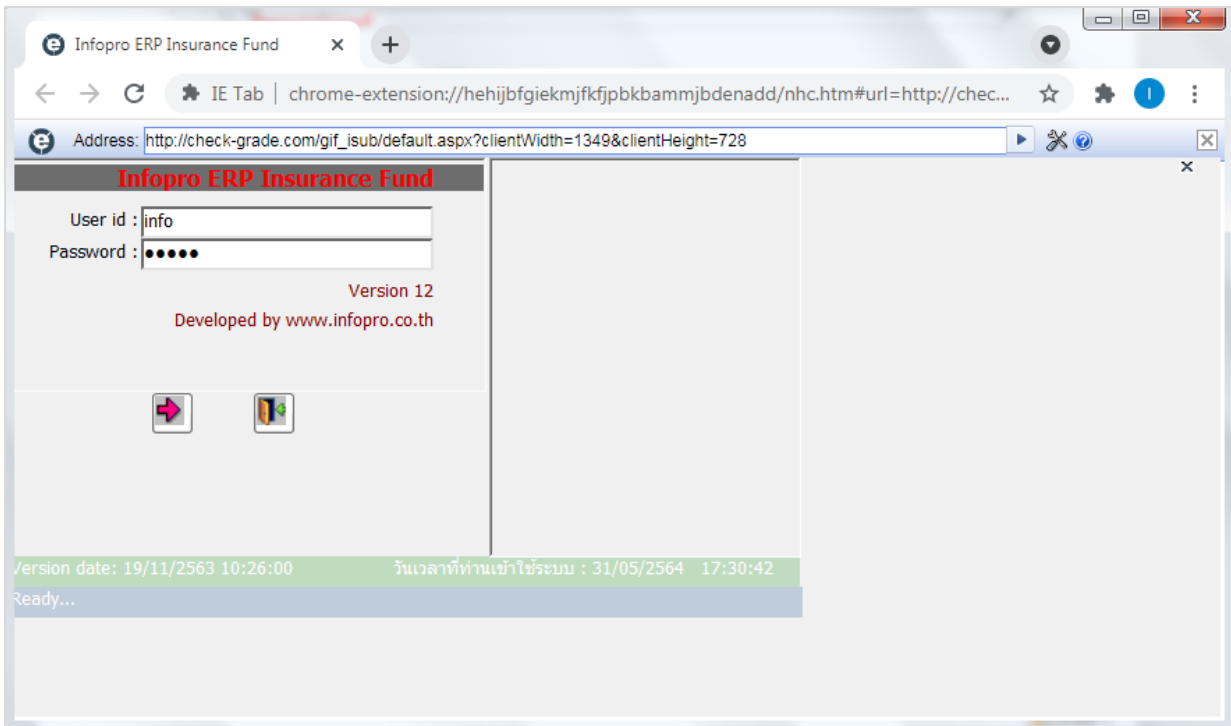 Infopro ERP Insurance Fund
IE Tab | chrome-extension://hehijbfgiekmjfkfjpbkbammjbdenadd/nhc.htm#url=http://chec...
Address: http://check-grade.com/gif_isub/default.aspx?clientWidth=1349&clientHeight=728
Infopro ERP Insurance Fund
User id : info
Password : •••••
Version 12
Developed by www.infopro.co.th
Version date: 19/11/2563 10:26:00 วันเวลาที่ท่านเข้าใช้ระบบ : 31/05/2564 17:30:42
Ready...